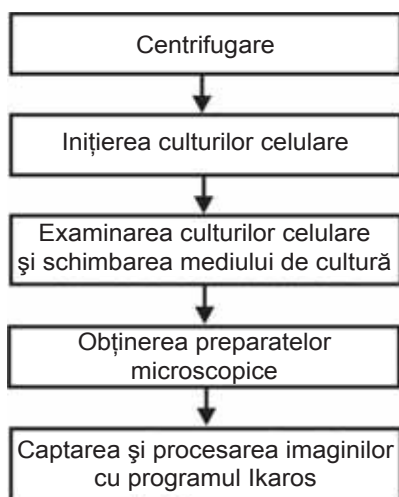 Centrifugare
Inițierea culturilor celulare
Examinarea culturilor celulare
şi schimbarea mediului de cultură
Obținerea preparatelor
microscopice
Captarea şi procesarea imaginilor
cu programul Ikaros